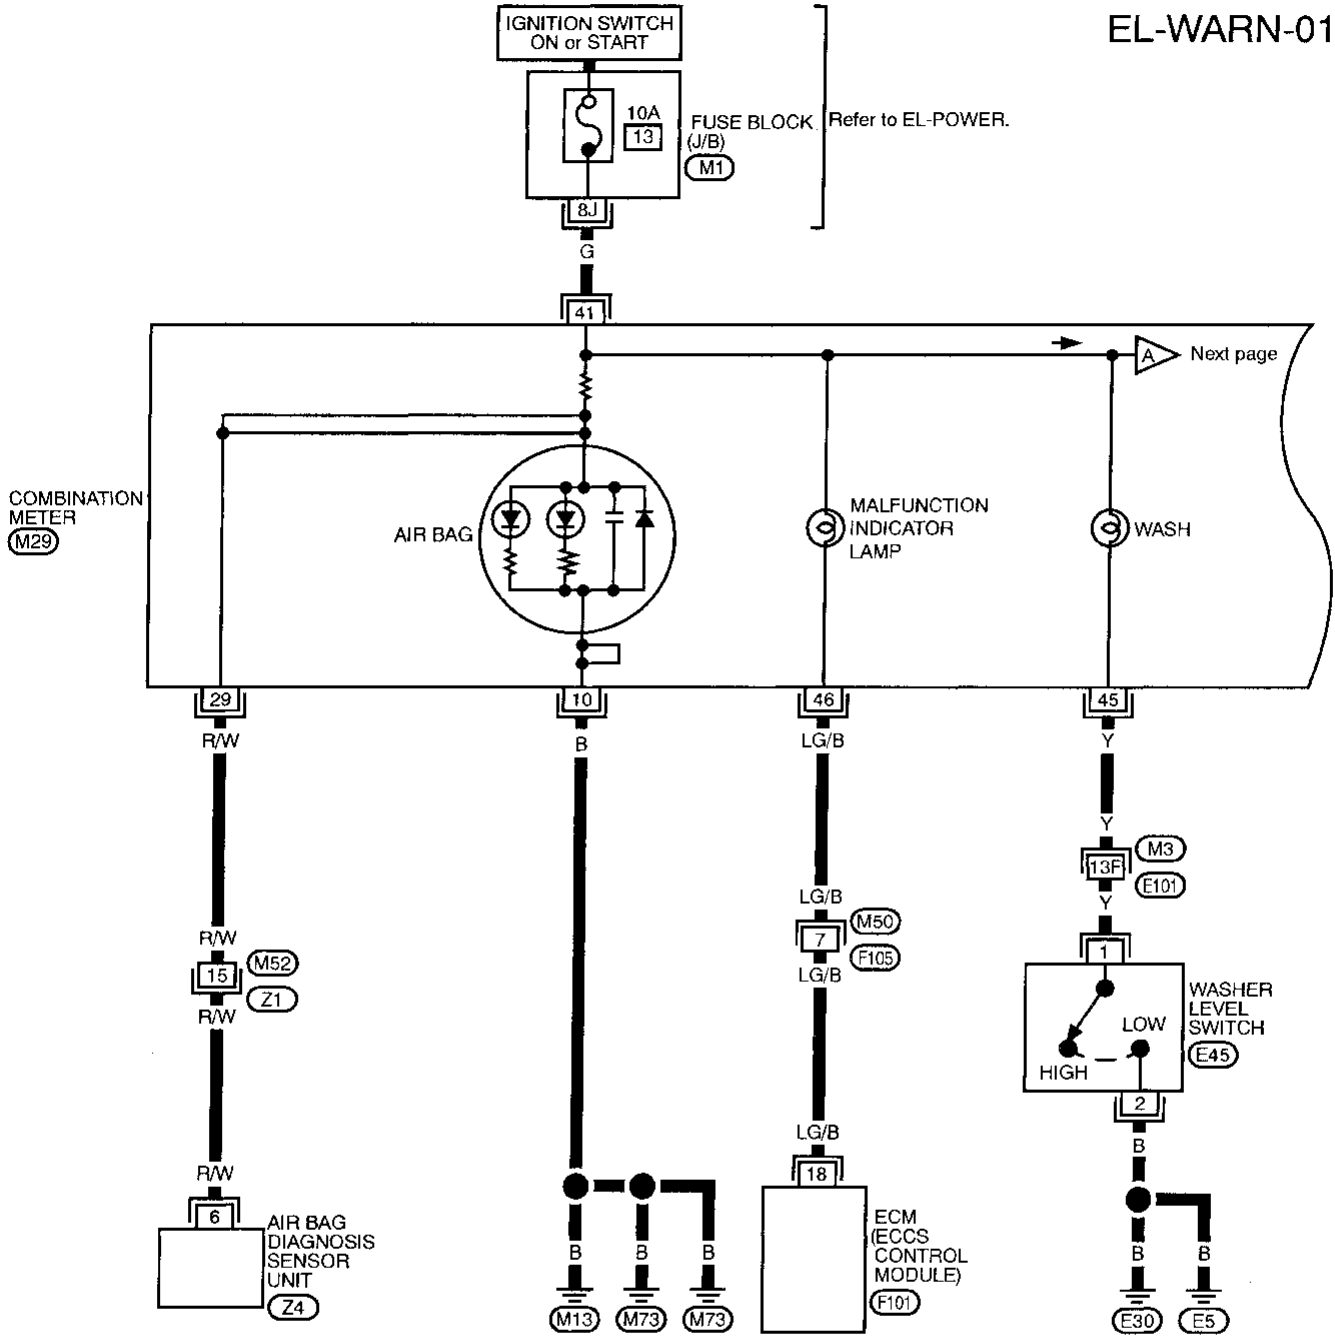 EL-WARN-01
IGNITION SWITCH
ON or START
10A
13
FUSE BLOCK
(J/B)
M1
Refer to EL-POWER.
8J
G
41
A
Next page
COMBINATION
METER
M29
AIR BAG
MALFUNCTION
INDICATOR
LAMP
WASH
29
10
46
45
R/W
B
LG/B
Y
Y
13F
M3
E101
Y
LG/B
7
M50
F105
LG/B
R/W
15
M52
Z1
R/W
1
WASHER
LEVEL
SWITCH
E45
LOW
HIGH
2
B
LG/B
18
R/W
6
AIR BAG
DIAGNOSIS
SENSOR
UNIT
Z4
B
B
B
M13
M73
M73
ECM
(ECCS
CONTROL
MODULE)
F101
B
B
E30
E5